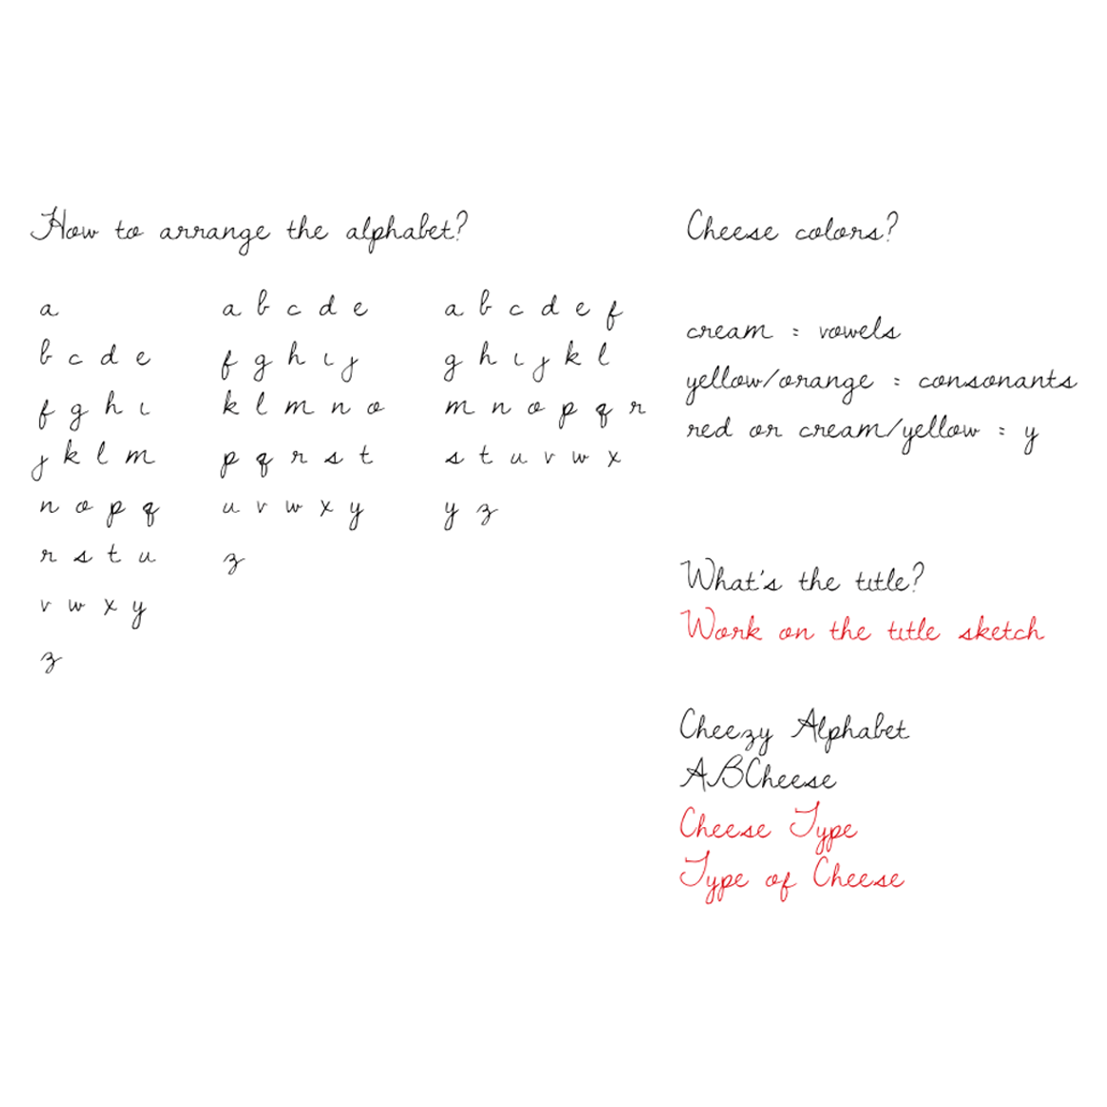 How to arrange the alphabet?
a
b c d e
f g h i
j k l m
n o p q
r s t u
v w x y
z
a b c d e
f g h i j
k l m n o
p q r s t
u v w x y
z
a b c d e f
g h i j k l
m n o p q r
s t u v w x
y z
Cheese colors?
cream = vowels
yellow/orange = consonants
red or cream/yellow = y
What's the title?
Work on the title sketch
Cheezy Alphabet
ABCheese
Cheese Type
Type of Cheese